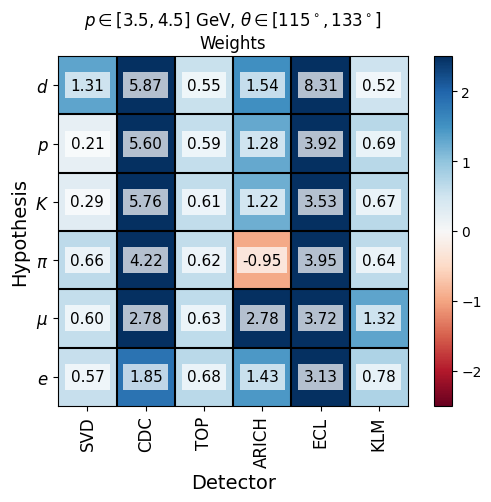 p ∈ [3.5, 4.5] GeV, θ ∈ [115°, 133°]
Weights
Hypothesis
d 1.31 5.87 0.55 1.54 8.31 0.52
p 0.21 5.60 0.59 1.28 3.92 0.69
K 0.29 5.76 0.61 1.22 3.53 0.67
π 0.66 4.22 0.62 -0.95 3.95 0.64
μ 0.60 2.78 0.63 2.78 3.72 1.32
e 0.57 1.85 0.68 1.43 3.13 0.78
SVD CDC TOP ARICH ECL KLM
Detector
2
1
0
−1
−2